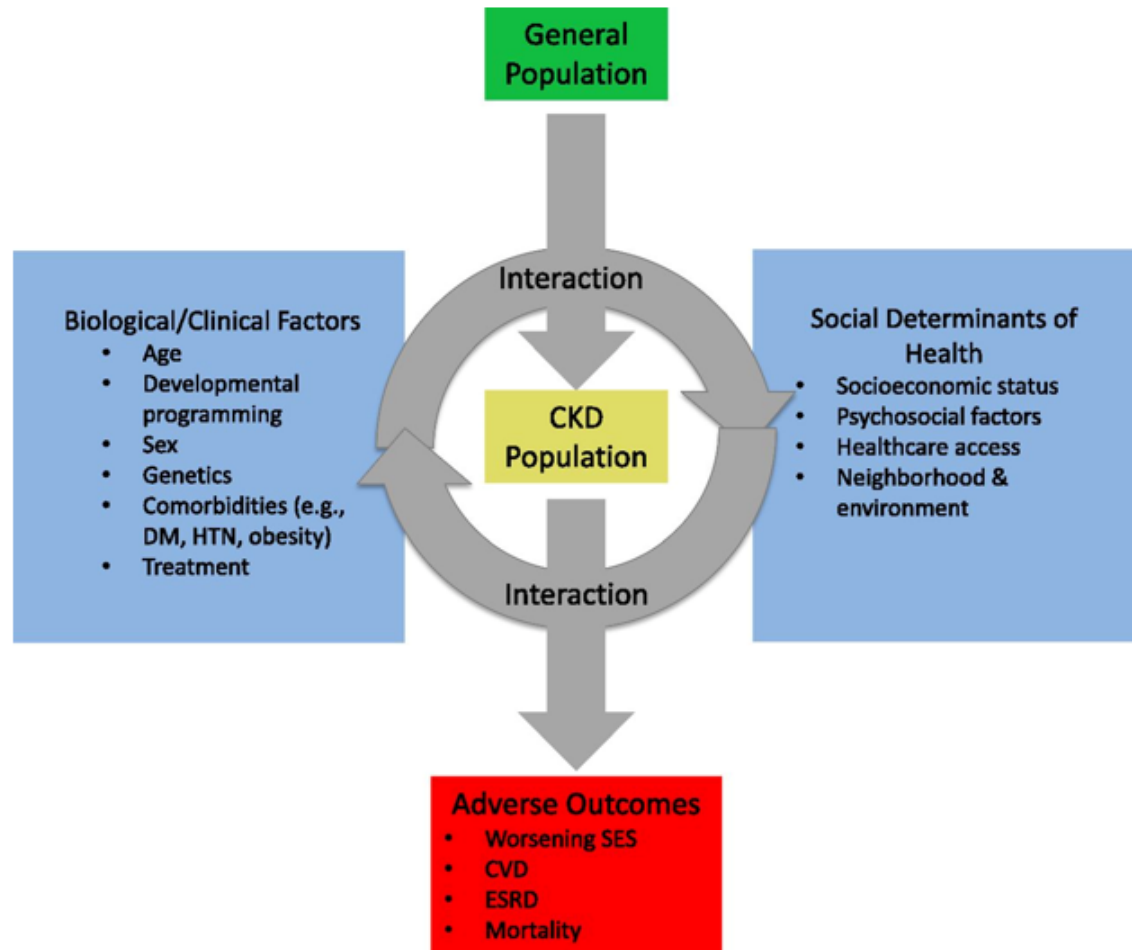 General
Population
Interaction
Biological/Clinical Factors
• Age
• Developmental
programming
• Sex
• Genetics
• Comorbidities (e.g.,
DM, HTN, obesity)
• Treatment
CKD
Population
Social Determinants of
Health
• Socioeconomic status
• Psychosocial factors
• Healthcare access
• Neighborhood &
environment
Interaction
Adverse Outcomes
• Worsening SES
• CVD
• ESRD
• Mortality